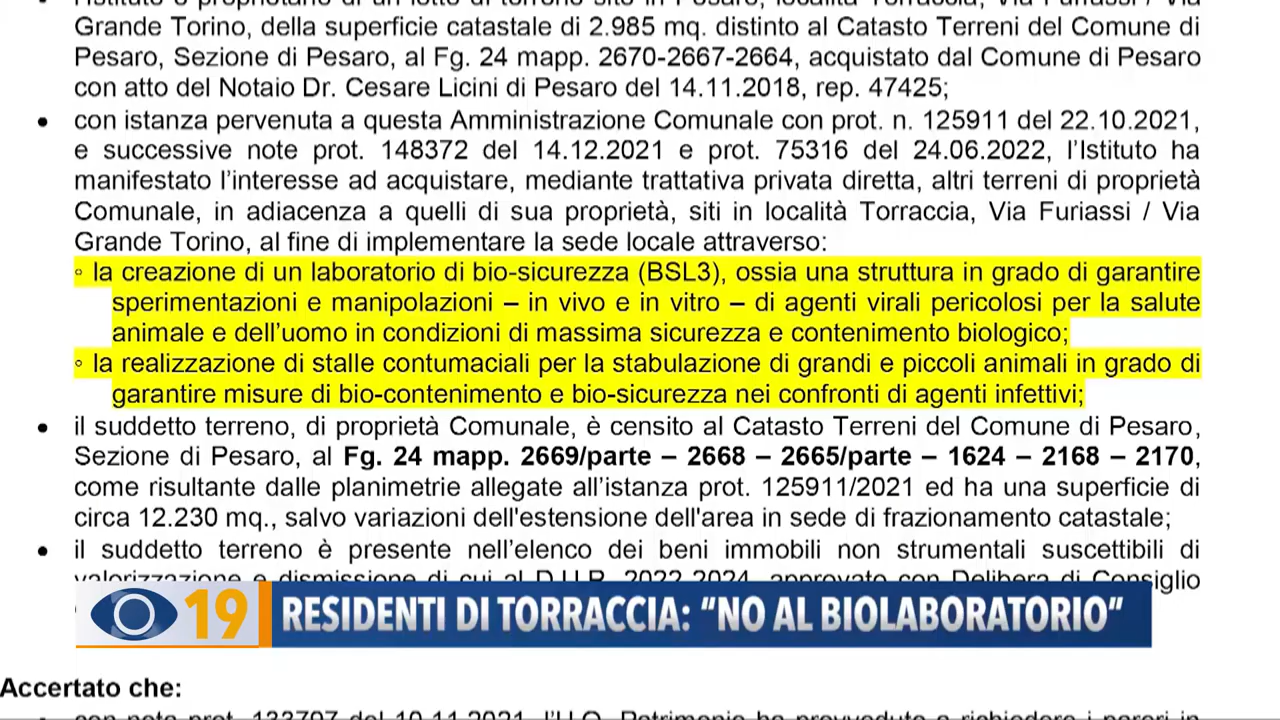 Grande Torino, della superficie catastale di 2.985 mq. distinto al Catasto Terreni del Comune di
Pesaro, Sezione di Pesaro, al Fg. 24 mapp. 2670-2667-2664, acquistato dal Comune di Pesaro
con atto del Notaio Dr. Cesare Licini di Pesaro del 14.11.2018, rep. 47425;
• con istanza pervenuta a questa Amministrazione Comunale con prot. n. 125911 del 22.10.2021,
e successive note prot. 148372 del 14.12.2021 e prot. 75316 del 24.06.2022, l’Istituto ha
manifestato l’interesse ad acquistare, mediante trattativa privata diretta, altri terreni di proprietà
Comunale, in adiacenza a quelli di sua proprietà, siti in località Torraccia, Via Furiassi / Via
Grande Torino, al fine di implementare la sede locale attraverso:
◦ la creazione di un laboratorio di bio-sicurezza (BSL3), ossia una struttura in grado di garantire
sperimentazioni e manipolazioni – in vivo e in vitro – di agenti virali pericolosi per la salute
animale e dell’uomo in condizioni di massima sicurezza e contenimento biologico;
◦ la realizzazione di stalle contumaciali per la stabulazione di grandi e piccoli animali in grado di
garantire misure di bio-contenimento e bio-sicurezza nei confronti di agenti infettivi;
• il suddetto terreno, di proprietà Comunale, è censito al Catasto Terreni del Comune di Pesaro,
Sezione di Pesaro, al Fg. 24 mapp. 2669/parte – 2668 – 2665/parte – 1624 – 2168 – 2170,
come risultante dalle planimetrie allegate all’istanza prot. 125911/2021 ed ha una superficie di
circa 12.230 mq., salvo variazioni dell'estensione dell'area in sede di frazionamento catastale;
• il suddetto terreno è presente nell’elenco dei beni immobili non strumentali suscettibili di
valorizzazione e dismissione di cui al D.U.P. 2022-2024, approvato con Delibera di Consiglio
19 RESIDENTI DI TORRACCIA: “NO AL BIOLABORATORIO”
Accertato che: